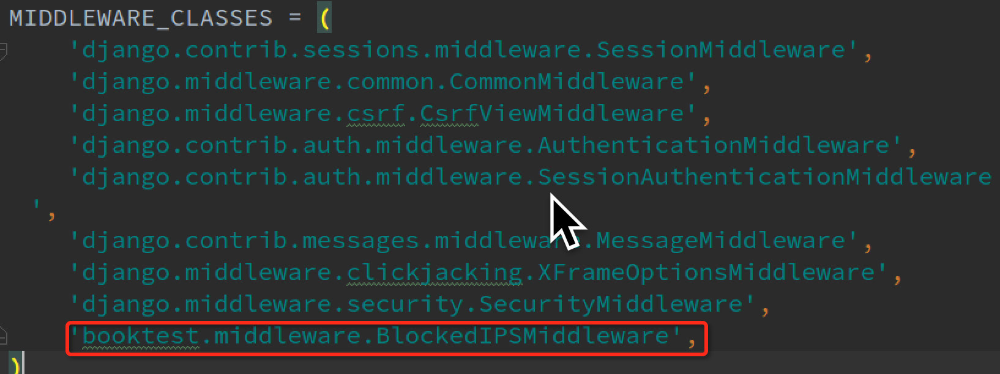 MIDDLEWARE_CLASSES = (
'django.contrib.sessions.middleware.SessionMiddleware',
'django.middleware.common.CommonMiddleware',
'django.middleware.csrf.CsrfViewMiddleware',
'django.contrib.auth.middleware.AuthenticationMiddleware',
'django.contrib.auth.middleware.SessionAuthenticationMiddleware
',
'django.contrib.messages.middleware.MessageMiddleware',
'django.middleware.clickjacking.XFrameOptionsMiddleware',
'django.middleware.security.SecurityMiddleware',
'booktest.middleware.BlockedIPSMiddleware',
)